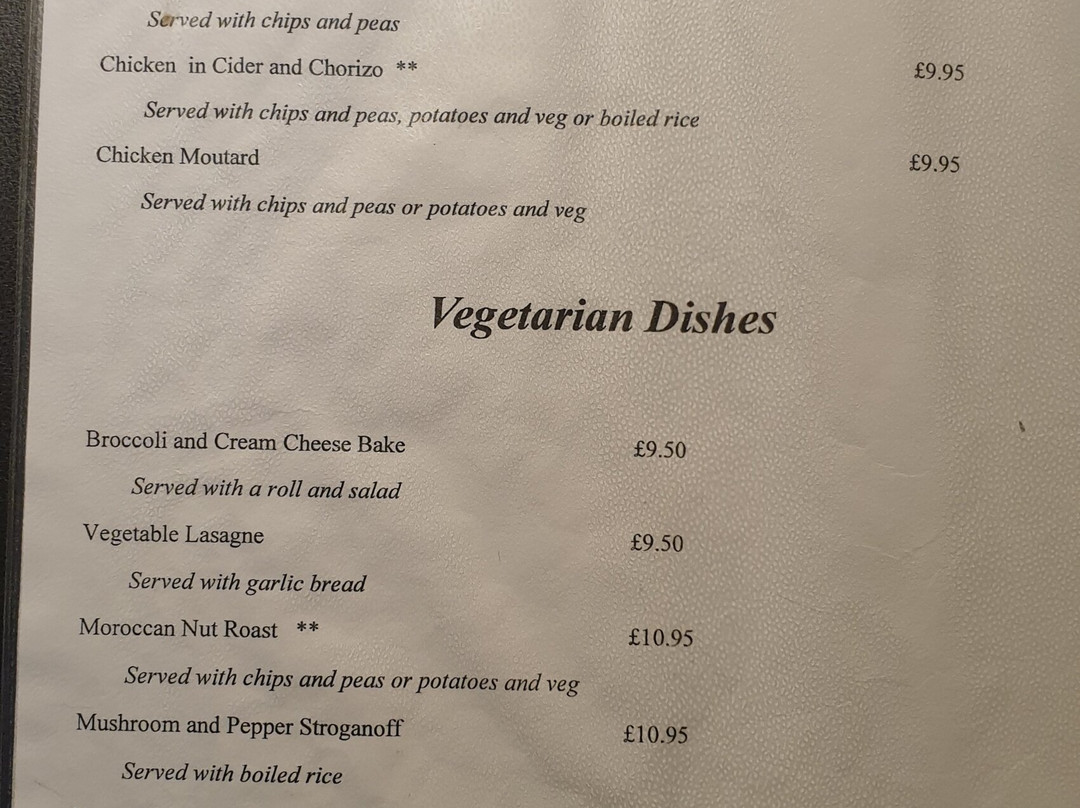 Served with chips and peas
Chicken in Cider and Chorizo ** £9.95
Served with chips and peas, potatoes and veg or boiled rice
Chicken Moutard £9.95
Served with chips and peas or potatoes and veg
Vegetarian Dishes
Broccoli and Cream Cheese Bake £9.50
Served with a roll and salad
Vegetable Lasagne £9.50
Served with garlic bread
Moroccan Nut Roast ** £10.95
Served with chips and peas or potatoes and veg
Mushroom and Pepper Stroganoff £10.95
Served with boiled rice